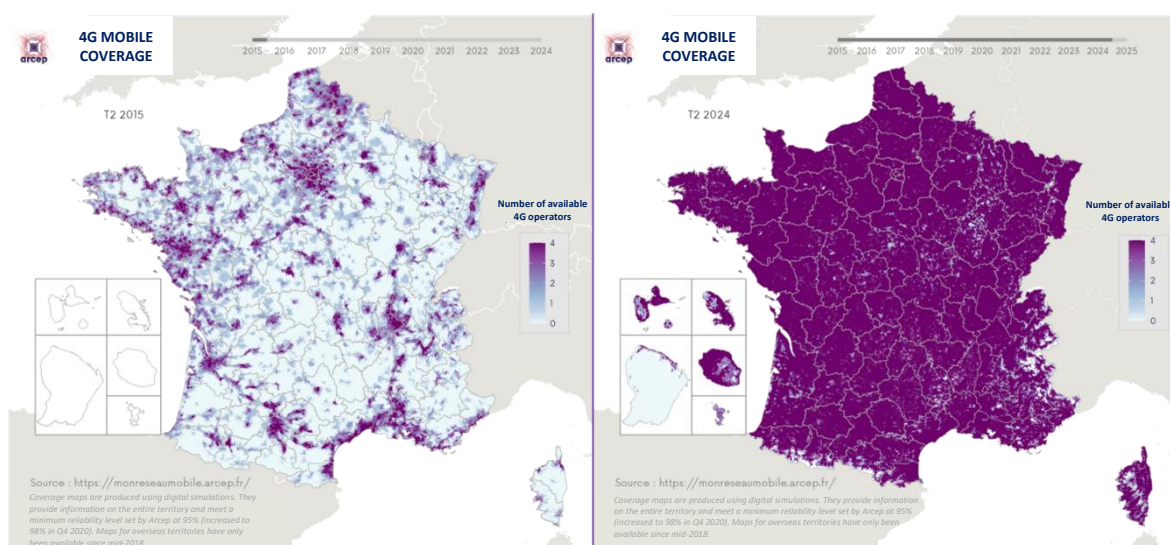 4G MOBILE
COVERAGE
arcep
2015 2016 2017 2018 2019 2020 2021 2022 2023 2024
T2 2015
Number of available
4G operators
4
3
2
1
0
Source : https://monreseaumobile.arcep.fr/
Coverage maps are produced using digital simulations. They
provide information on the entire territory and meet a
minimum reliability level set by Arcep at 95% (increased to
98% in Q4 2020). Maps for overseas territories have only
been available since mid-2018.
4G MOBILE
COVERAGE
arcep
2015 2016 2017 2018 2019 2020 2021 2022 2023 2024 2025
T2 2024
Number of availabl
4G operators
4
3
2
1
0
Source : https://monreseaumobile.arcep.fr/
Coverage maps are produced using digital simulations. They provide information
on the entire territory and meet a minimum reliability level set by Arcep at 95%
(increased to 98% in Q4 2020). Maps for overseas territories have only been
available since mid-2018.